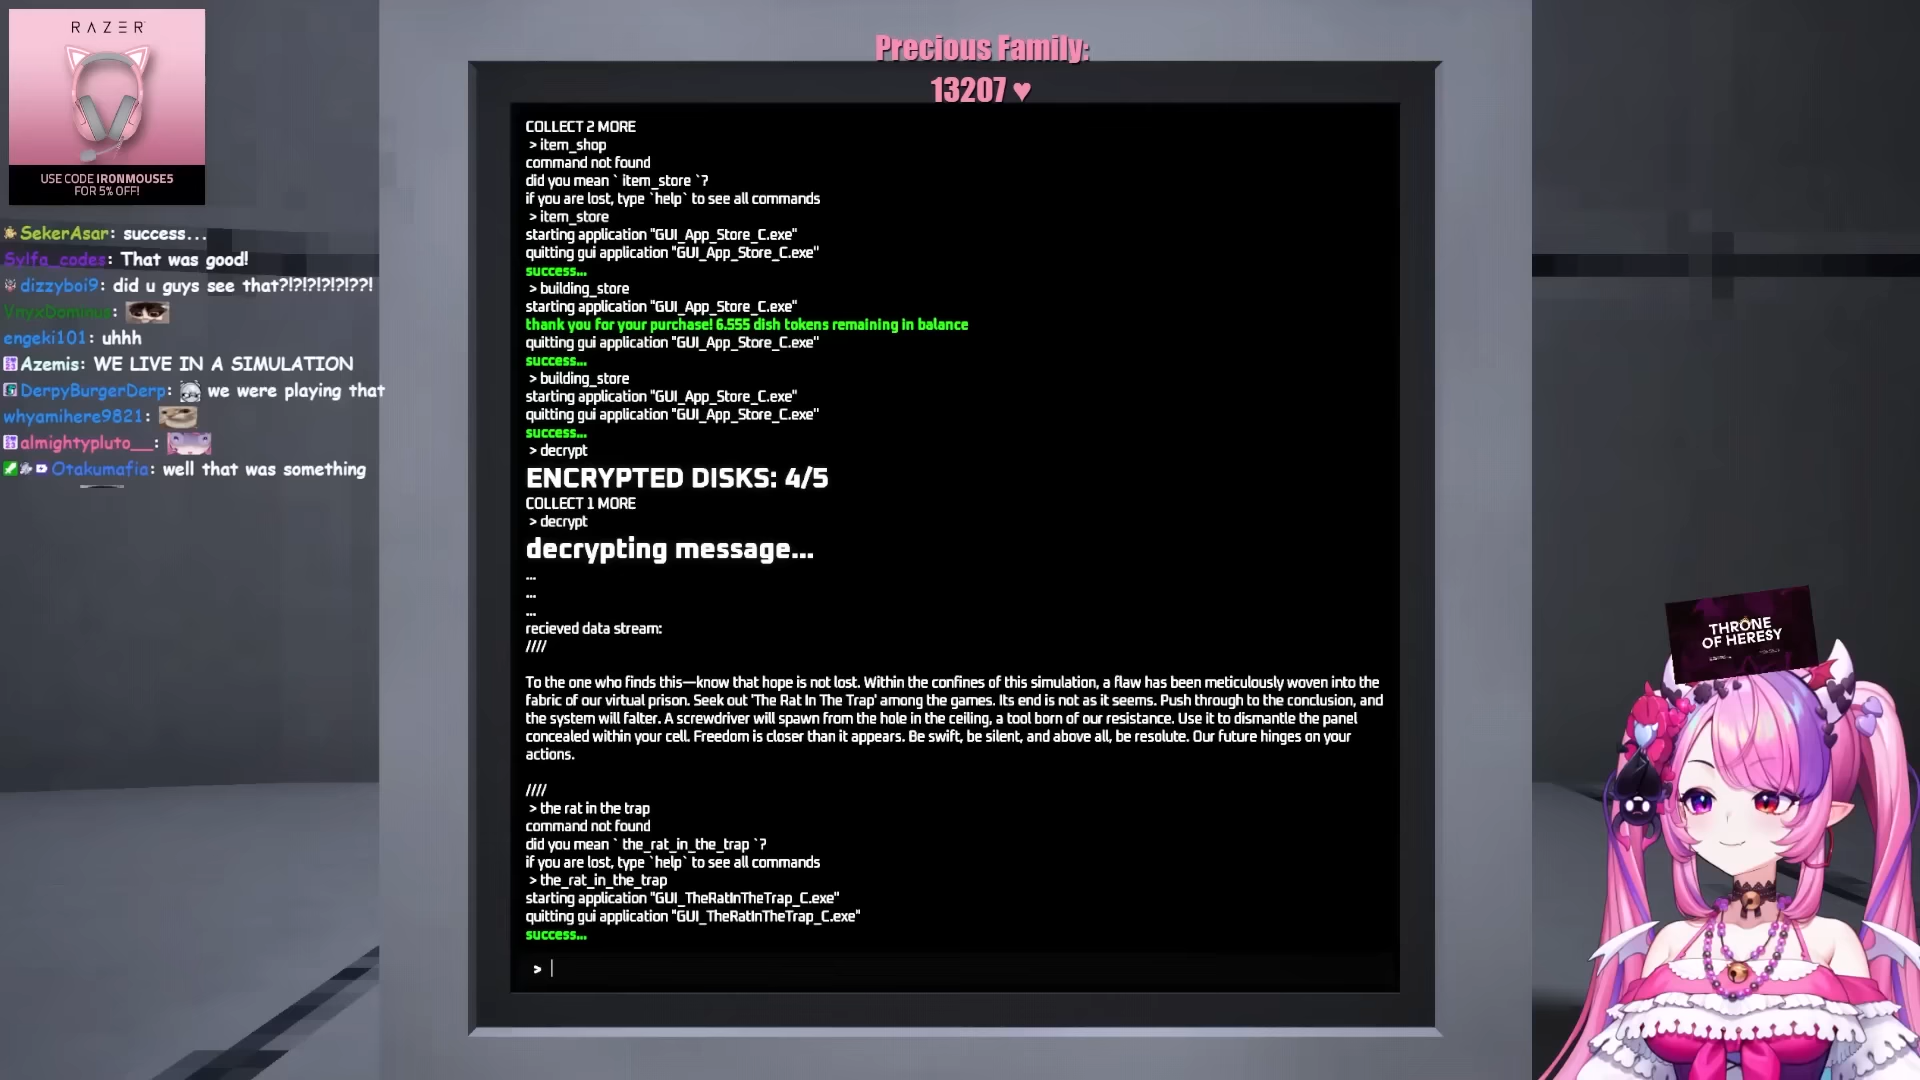 RAZER
USE CODE IRONMOUSE5
FOR 5% OFF!
SekerAsar: success...
Sylfa_codes: That was good!
dizzyboi9: did u guys see that?!?!?!?!?!??!
VnyxDominus:
engeki101: uhhh
Azemis: WE LIVE IN A SIMULATION
DerpyBurgerDerp: we were playing that
whyamihere9821:
almightypluto__:
Otakumafia: well that was something
Precious Family:
13207 ♥
COLLECT 2 MORE
> item_shop
command not found
did you mean ` item_store `?
if you are lost, type `help` to see all commands
> item_store
starting application "GUI_App_Store_C.exe"
quitting gui application "GUI_App_Store_C.exe"
success...
> building_store
starting application "GUI_App_Store_C.exe"
thank you for your purchase! 6.555 dish tokens remaining in balance
quitting gui application "GUI_App_Store_C.exe"
success...
> building_store
starting application "GUI_App_Store_C.exe"
quitting gui application "GUI_App_Store_C.exe"
success...
> decrypt
ENCRYPTED DISKS: 4/5
COLLECT 1 MORE
> decrypt
decrypting message...
...
...
...
recieved data stream:
////
To the one who finds this—know that hope is not lost. Within the confines of this simulation, a flaw has been meticulously woven into the
fabric of our virtual prison. Seek out 'The Rat In The Trap' among the games. Its end is not as it seems. Push through to the conclusion, and
the system will falter. A screwdriver will spawn from the hole in the ceiling, a tool born of our resistance. Use it to dismantle the panel
concealed within your cell. Freedom is closer than it appears. Be swift, be silent, and above all, be resolute. Our future hinges on your
actions.
////
> the rat in the trap
command not found
did you mean ` the_rat_in_the_trap `?
if you are lost, type `help` to see all commands
> the_rat_in_the_trap
starting application "GUI_TheRatInTheTrap_C.exe"
quitting gui application "GUI_TheRatInTheTrap_C.exe"
success...
>
THRONE
OF HERESY